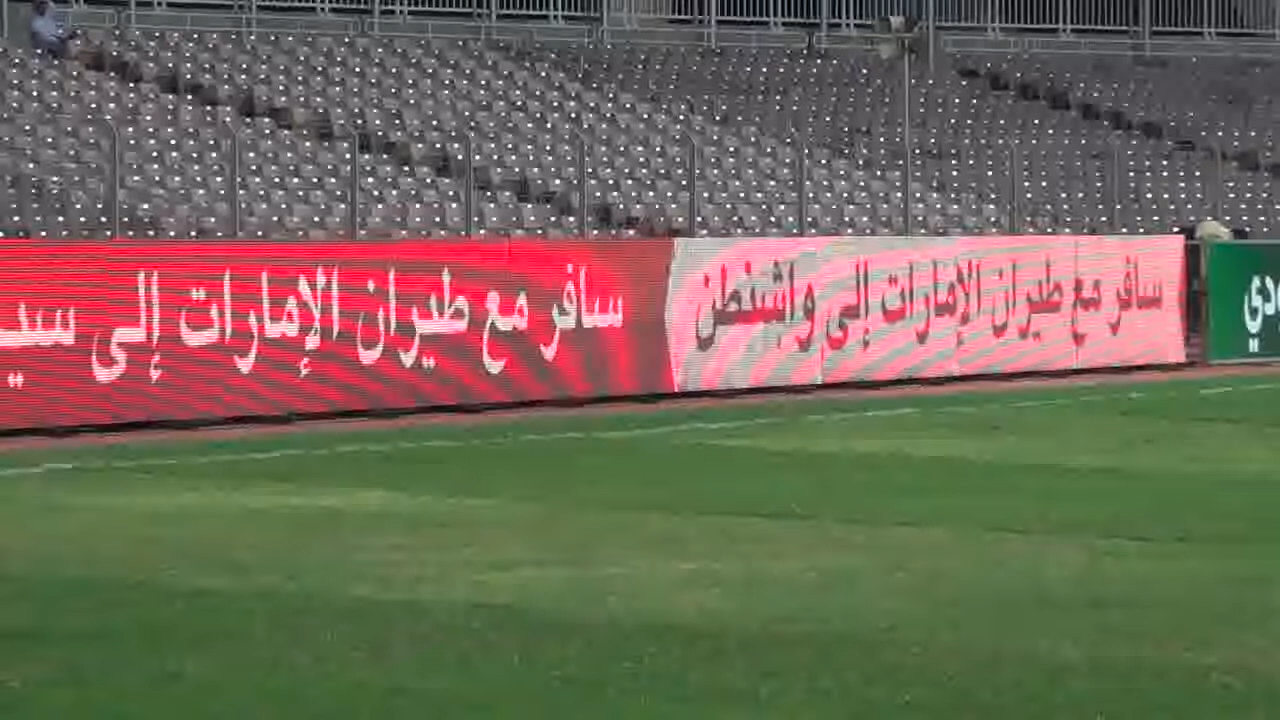 سافر مع طيران الإمارات إلى واشنطن
سافر مع طيران الإمارات إلى